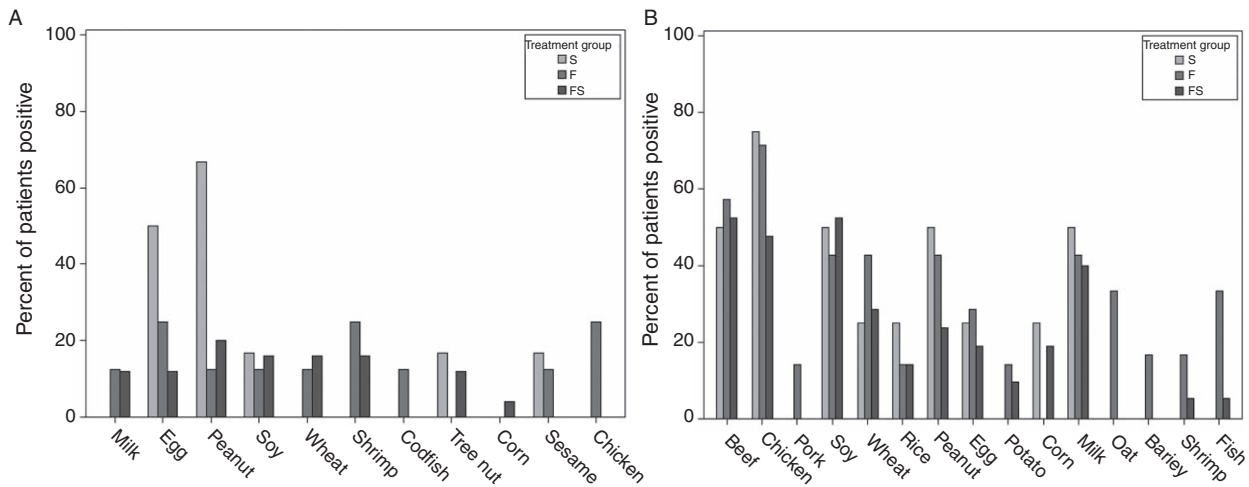 A
Percent of patients positive
100
80
60
40
20
0
Treatment group
S
F
FS
Milk
Egg
Peanut
Soy
Wheat
Shrimp
Codfish
Tree nut
Corn
Sesame
Chicken
B
Percent of patients positive
100
80
60
40
20
0
Treatment group
S
F
FS
Beef
Chicken
Pork
Soy
Wheat
Rice
Peanut
Egg
Potato
Corn
Milk
Oat
Barley
Shrimp
Fish